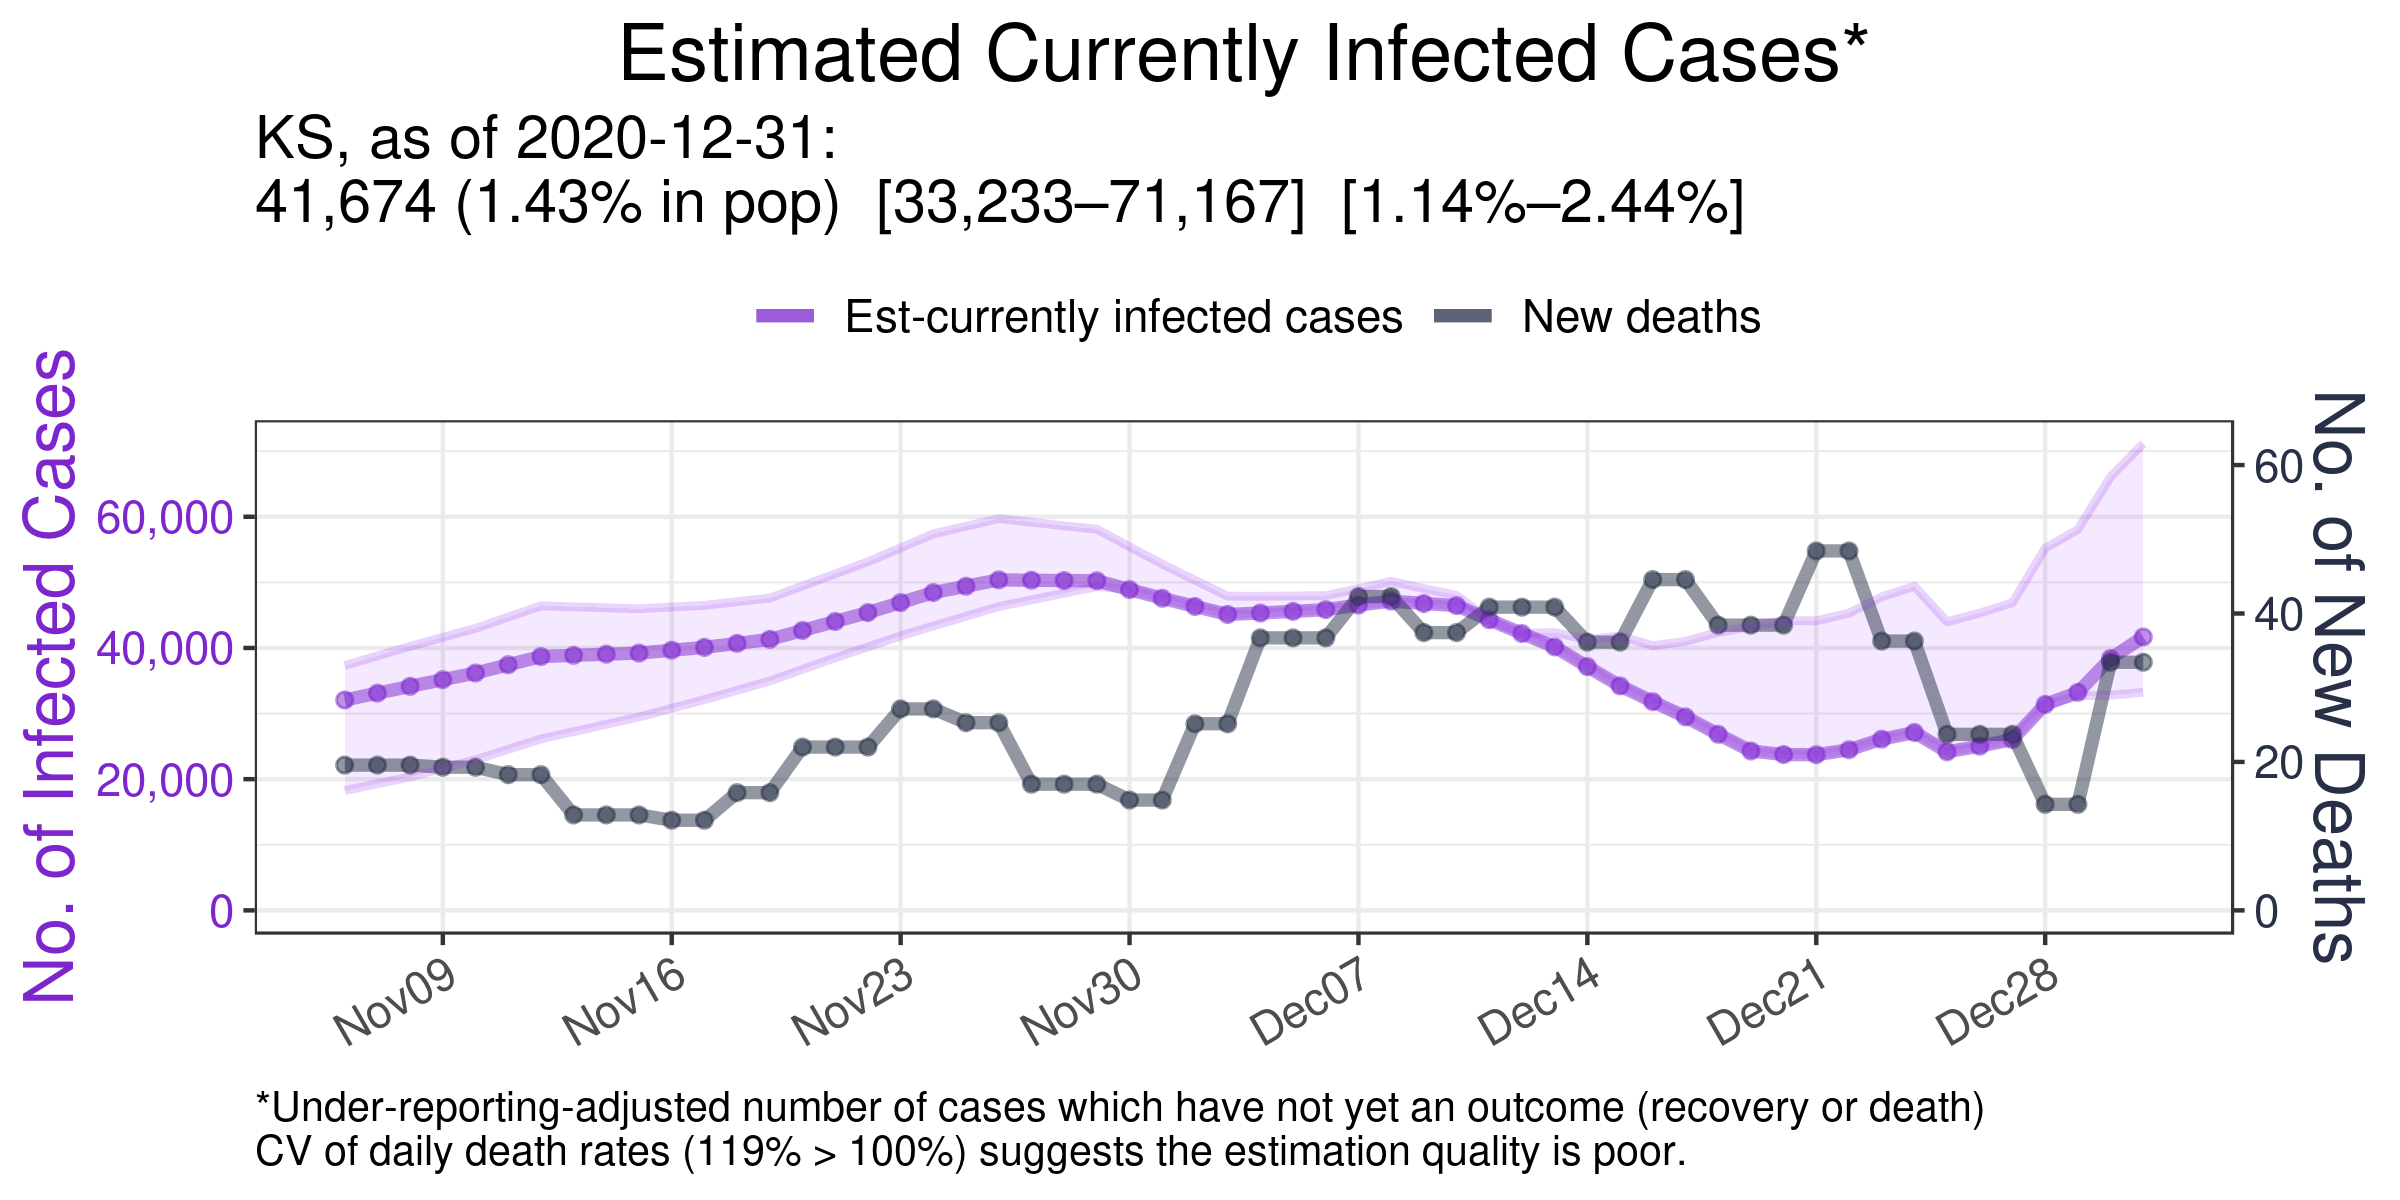 Estimated Currently Infected Cases*
KS, as of 2020-12-31:
41,674 (1.43% in pop)  [33,233–71,167]  [1.14%–2.44%]
Est-currently infected cases
New deaths
No. of Infected Cases
60,000
40,000
20,000
0
60
40
20
0
No. of New Deaths
Nov09
Nov16
Nov23
Nov30
Dec07
Dec14
Dec21
Dec28
*Under-reporting-adjusted number of cases which have not yet an outcome (recovery or death)
CV of daily death rates (119% > 100%) suggests the estimation quality is poor.